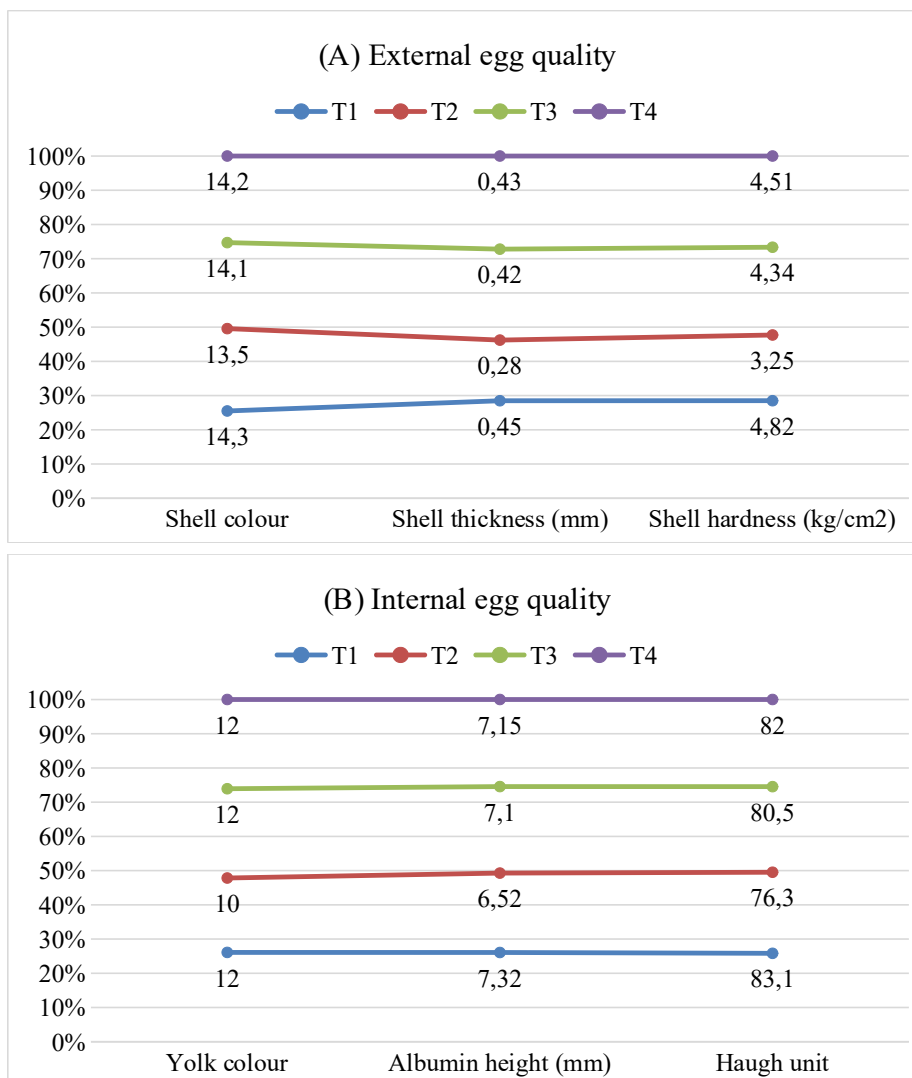 (A) External egg quality
T1 T2 T3 T4
100%
14,2 0,43 4,51
90%
80%
70%
14,1 0,42 4,34
60%
50%
40%
13,5 0,28 3,25
30%
20%
14,3 0,45 4,82
10%
0%
Shell colour Shell thickness (mm) Shell hardness (kg/cm2)
(B) Internal egg quality
T1 T2 T3 T4
100%
12 7,15 82
90%
80%
70%
12 7,1 80,5
60%
50%
40%
10 6,52 76,3
30%
20%
12 7,32 83,1
10%
0%
Yolk colour Albumin height (mm) Haugh unit